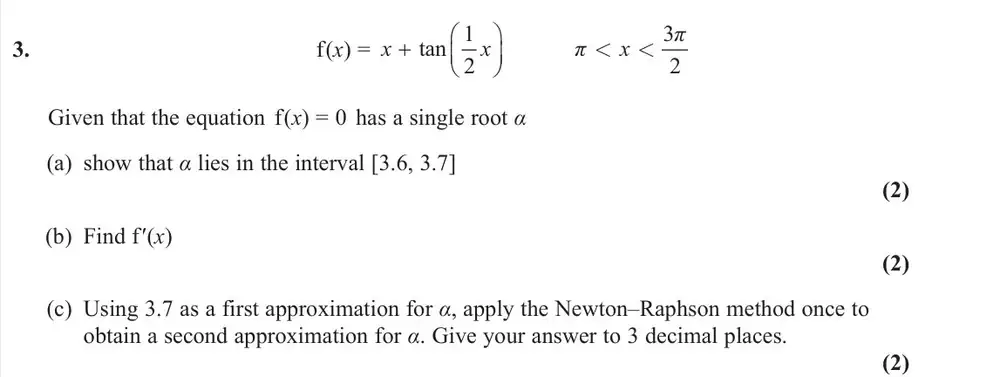 3. f(x) = x + tan(1/2 x) π < x < 3π/2
Given that the equation f(x) = 0 has a single root α
(a) show that α lies in the interval [3.6, 3.7]
(2)
(b) Find f′(x)
(2)
(c) Using 3.7 as a first approximation for α, apply the Newton–Raphson method once to
obtain a second approximation for α. Give your answer to 3 decimal places.
(2)